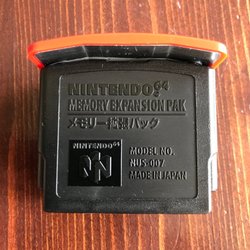 NINTENDO64
MEMORY EXPANSION PAK
メモリー拡張パック
NINTENDO64
MODEL NO.
NUS-007
MADE IN JAPAN